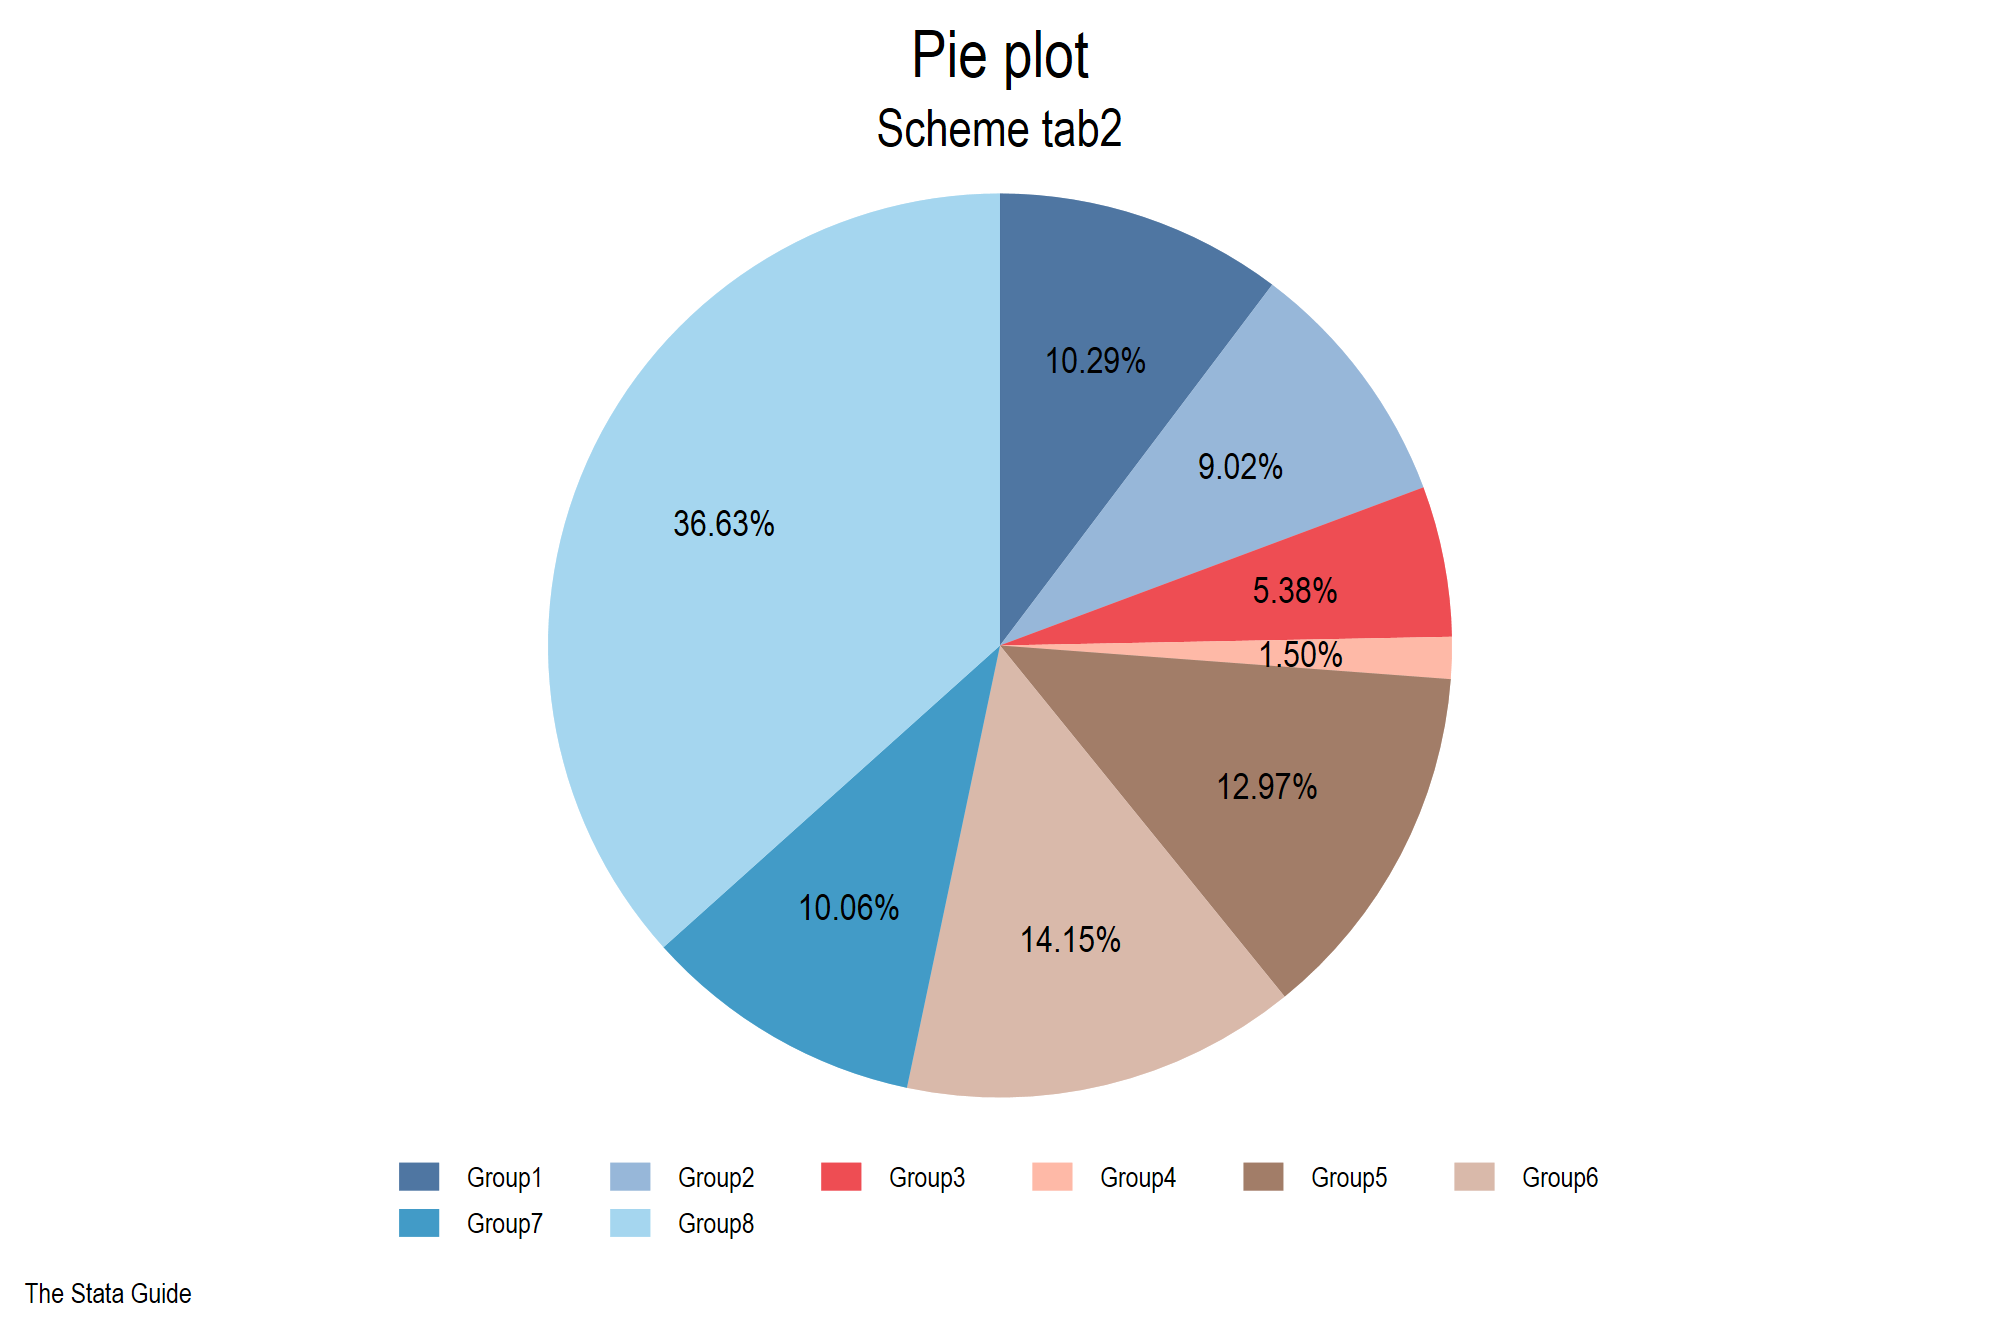 Pie plot
Scheme tab2
10.29%
9.02%
36.63%
5.38%
1.50%
12.97%
10.06%
14.15%
Group1 Group2 Group3 Group4 Group5 Group6
Group7 Group8
The Stata Guide